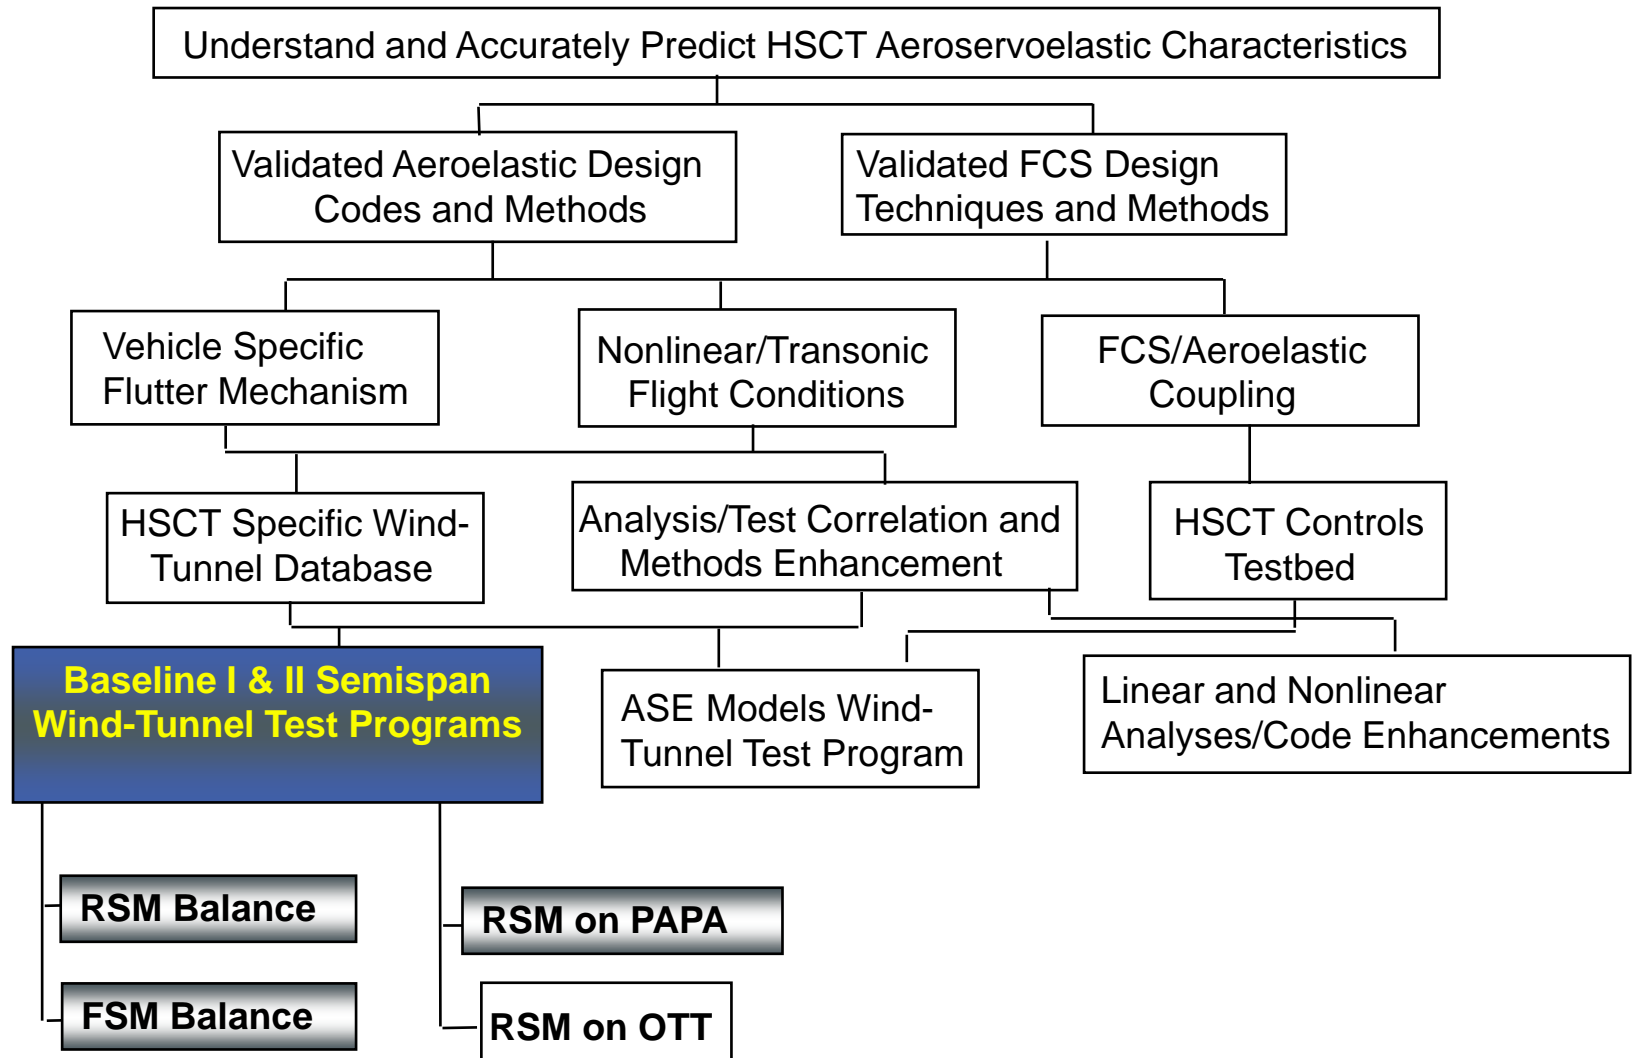 Understand and Accurately Predict HSCT Aeroservoelastic Characteristics
Validated Aeroelastic Design
Codes and Methods
Validated FCS Design
Techniques and Methods
Vehicle Specific
Flutter Mechanism
Nonlinear/Transonic
Flight Conditions
FCS/Aeroelastic
Coupling
HSCT Specific Wind-
Tunnel Database
Analysis/Test Correlation and
Methods Enhancement
HSCT Controls
Testbed
Baseline I & II Semispan
Wind-Tunnel Test Programs
ASE Models Wind-
Tunnel Test Program
Linear and Nonlinear
Analyses/Code Enhancements
RSM Balance
RSM on PAPA
FSM Balance
RSM on OTT